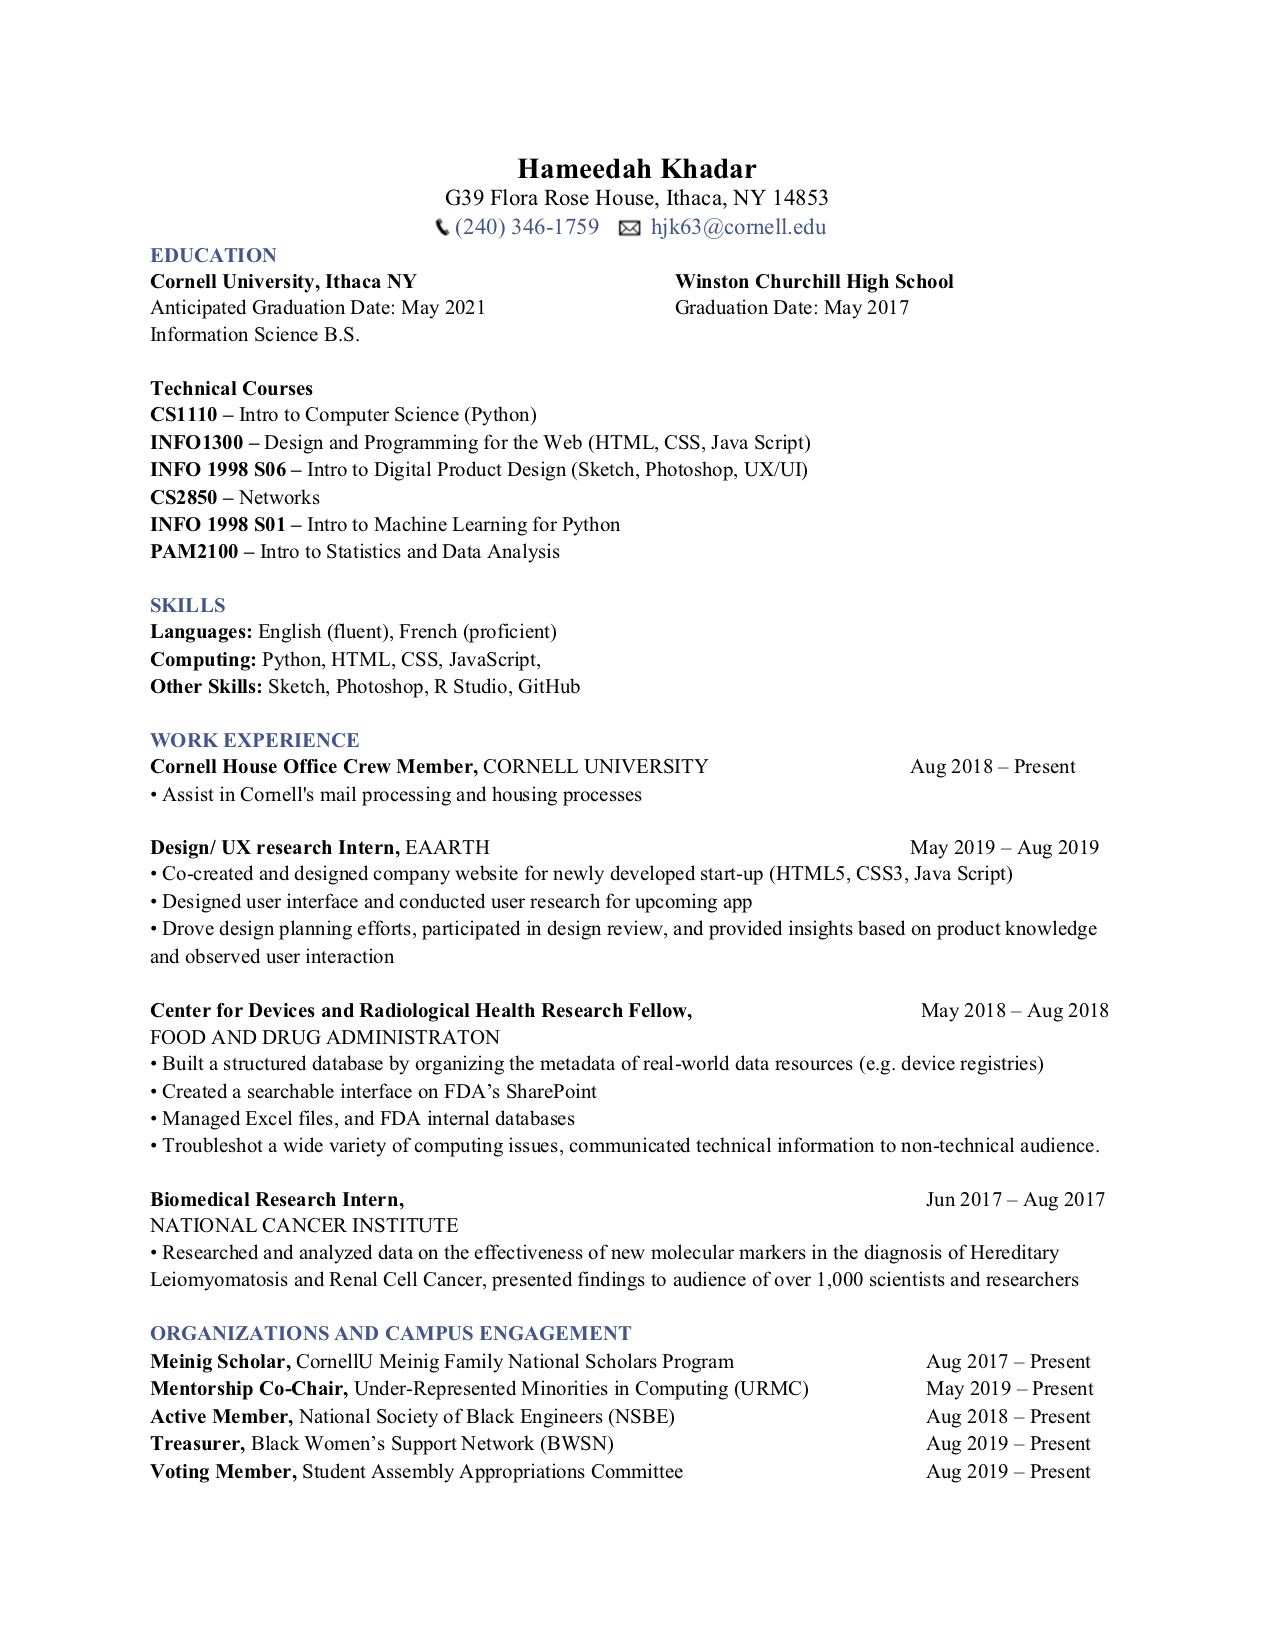 Hameedah Khadar
G39 Flora Rose House, Ithaca, NY 14853
(240) 346-1759 hjk63@cornell.edu
EDUCATION
Cornell University, Ithaca NY Winston Churchill High School
Anticipated Graduation Date: May 2021 Graduation Date: May 2017
Information Science B.S.
Technical Courses
CS1110 – Intro to Computer Science (Python)
INFO1300 – Design and Programming for the Web (HTML, CSS, Java Script)
INFO 1998 S06 – Intro to Digital Product Design (Sketch, Photoshop, UX/UI)
CS2850 – Networks
INFO 1998 S01 – Intro to Machine Learning for Python
PAM2100 – Intro to Statistics and Data Analysis
SKILLS
Languages: English (fluent), French (proficient)
Computing: Python, HTML, CSS, JavaScript,
Other Skills: Sketch, Photoshop, R Studio, GitHub
WORK EXPERIENCE
Cornell House Office Crew Member, CORNELL UNIVERSITY Aug 2018 – Present
• Assist in Cornell's mail processing and housing processes
Design/ UX research Intern, EAARTH May 2019 – Aug 2019
• Co-created and designed company website for newly developed start-up (HTML5, CSS3, Java Script)
• Designed user interface and conducted user research for upcoming app
• Drove design planning efforts, participated in design review, and provided insights based on product knowledge
and observed user interaction
Center for Devices and Radiological Health Research Fellow, May 2018 – Aug 2018
FOOD AND DRUG ADMINISTRATON
• Built a structured database by organizing the metadata of real-world data resources (e.g. device registries)
• Created a searchable interface on FDA’s SharePoint
• Managed Excel files, and FDA internal databases
• Troubleshot a wide variety of computing issues, communicated technical information to non-technical audience.
Biomedical Research Intern, Jun 2017 – Aug 2017
NATIONAL CANCER INSTITUTE
• Researched and analyzed data on the effectiveness of new molecular markers in the diagnosis of Hereditary
Leiomyomatosis and Renal Cell Cancer, presented findings to audience of over 1,000 scientists and researchers
ORGANIZATIONS AND CAMPUS ENGAGEMENT
Meinig Scholar, CornellU Meinig Family National Scholars Program Aug 2017 – Present
Mentorship Co-Chair, Under-Represented Minorities in Computing (URMC) May 2019 – Present
Active Member, National Society of Black Engineers (NSBE) Aug 2018 – Present
Treasurer, Black Women’s Support Network (BWSN) Aug 2019 – Present
Voting Member, Student Assembly Appropriations Committee Aug 2019 – Present